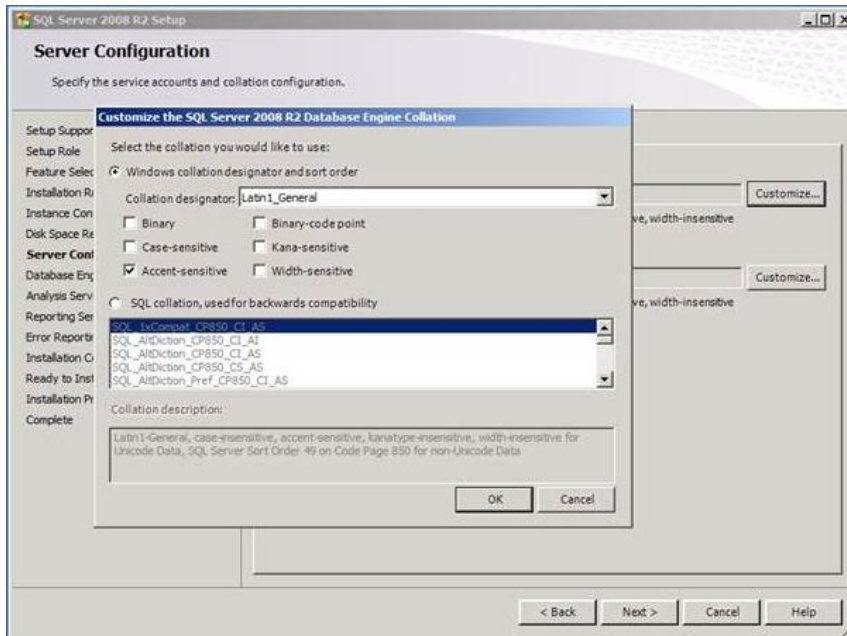 SQL Server 2008 R2 Setup
Server Configuration
Specify the service accounts and collation configuration.
Setup Suppor
Setup Role
Feature Selec
Installation Ru
Instance Con
Disk Space Re
Server Conf
Database Eng
Analysis Serv
Reporting Ser
Error Reportin
Installation Co
Ready to Inst
Installation Pr
Complete
Customize the SQL Server 2008 R2 Database Engine Collation
Select the collation you would like to use:
Windows collation designator and sort order
Collation designator: Latin1_General
Binary Binary-code point
Case-sensitive Kana-sensitive
Accent-sensitive Width-sensitive
SQL collation, used for backwards compatibility
SQL_1xCompat_CP850_CI_AS
SQL_AltDiction_CP850_CI_AI
SQL_AltDiction_CP850_CI_AS
SQL_AltDiction_CP850_CS_AS
SQL_AltDiction_Pref_CP850_CI_AS
Collation description:
Latin1-General, case-insensitive, accent-sensitive, kanatype-insensitive, width-insensitive for
Unicode Data, SQL Server Sort Order 49 on Code Page 850 for non-Unicode Data
OK Cancel
Customize...
ve, width-insensitive
Customize...
ve, width-insensitive
< Back Next > Cancel Help